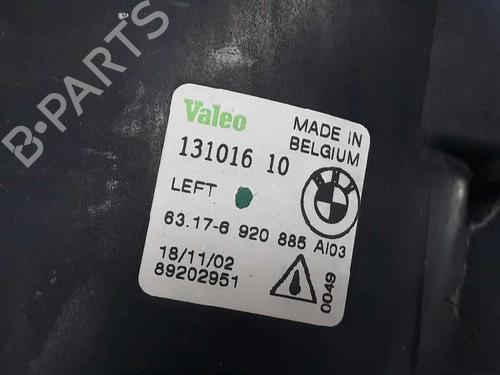 B-PARTS
Valeo
MADE IN
BELGIUM
131016 10
LEFT
63.17-6 920 885 AI03
18/11/02
89202951
0049